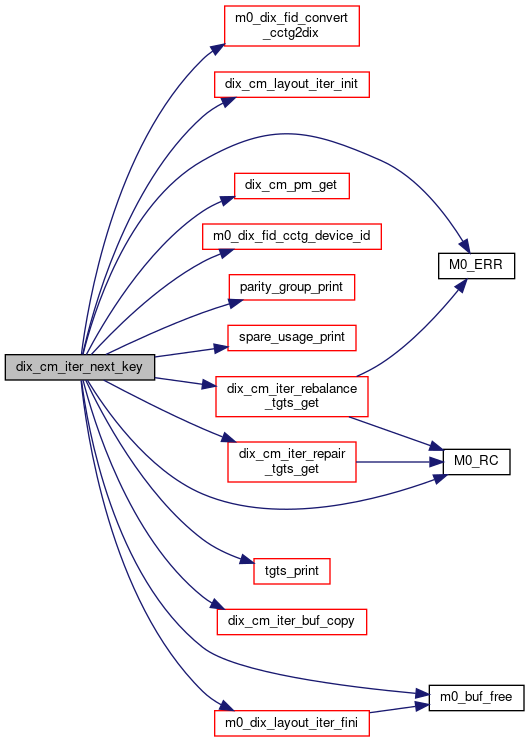 m0_dix_fid_convert
_cctg2dix
dix_cm_layout_iter_init
dix_cm_pm_get
m0_dix_fid_cctg_device_id
M0_ERR
parity_group_print
spare_usage_print
dix_cm_iter_next_key
dix_cm_iter_rebalance
_tgts_get
dix_cm_iter_repair
_tgts_get
M0_RC
tgts_print
dix_cm_iter_buf_copy
m0_buf_free
m0_dix_layout_iter_fini